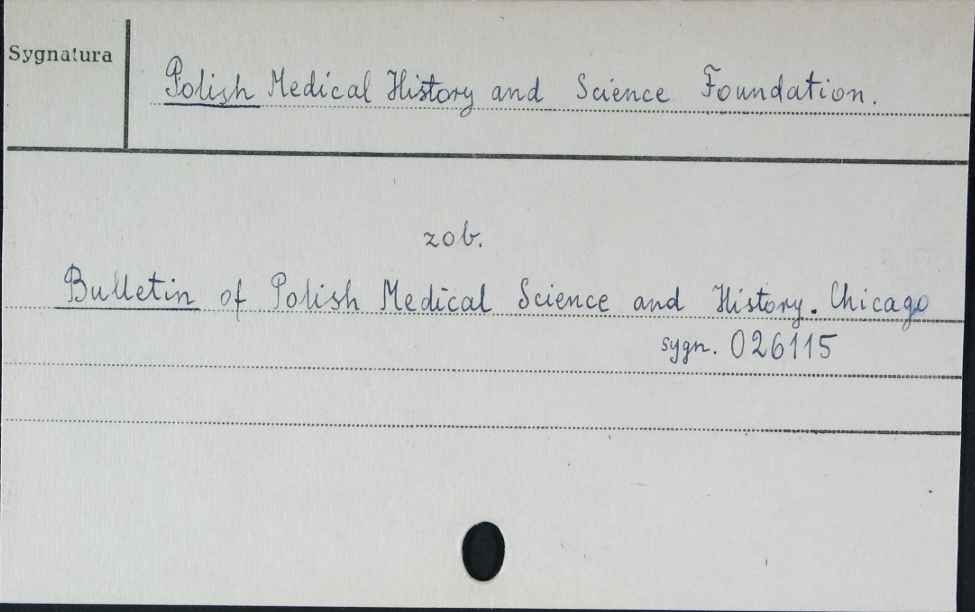 Sygnatura
Polish Medical History and Science Foundation.
zob.
Bulletin of Polish Medical Science and History. Chicago
sygn. 026115